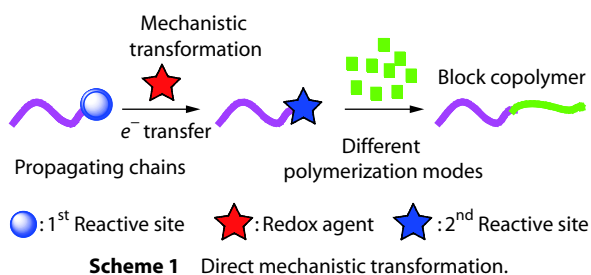 Mechanistic
transformation
Block copolymer
e⁻ transfer
Propagating chains
Different
polymerization modes
: 1ˢᵗ Reactive site
: Redox agent
: 2ⁿᵈ Reactive site
Scheme 1 Direct mechanistic transformation.